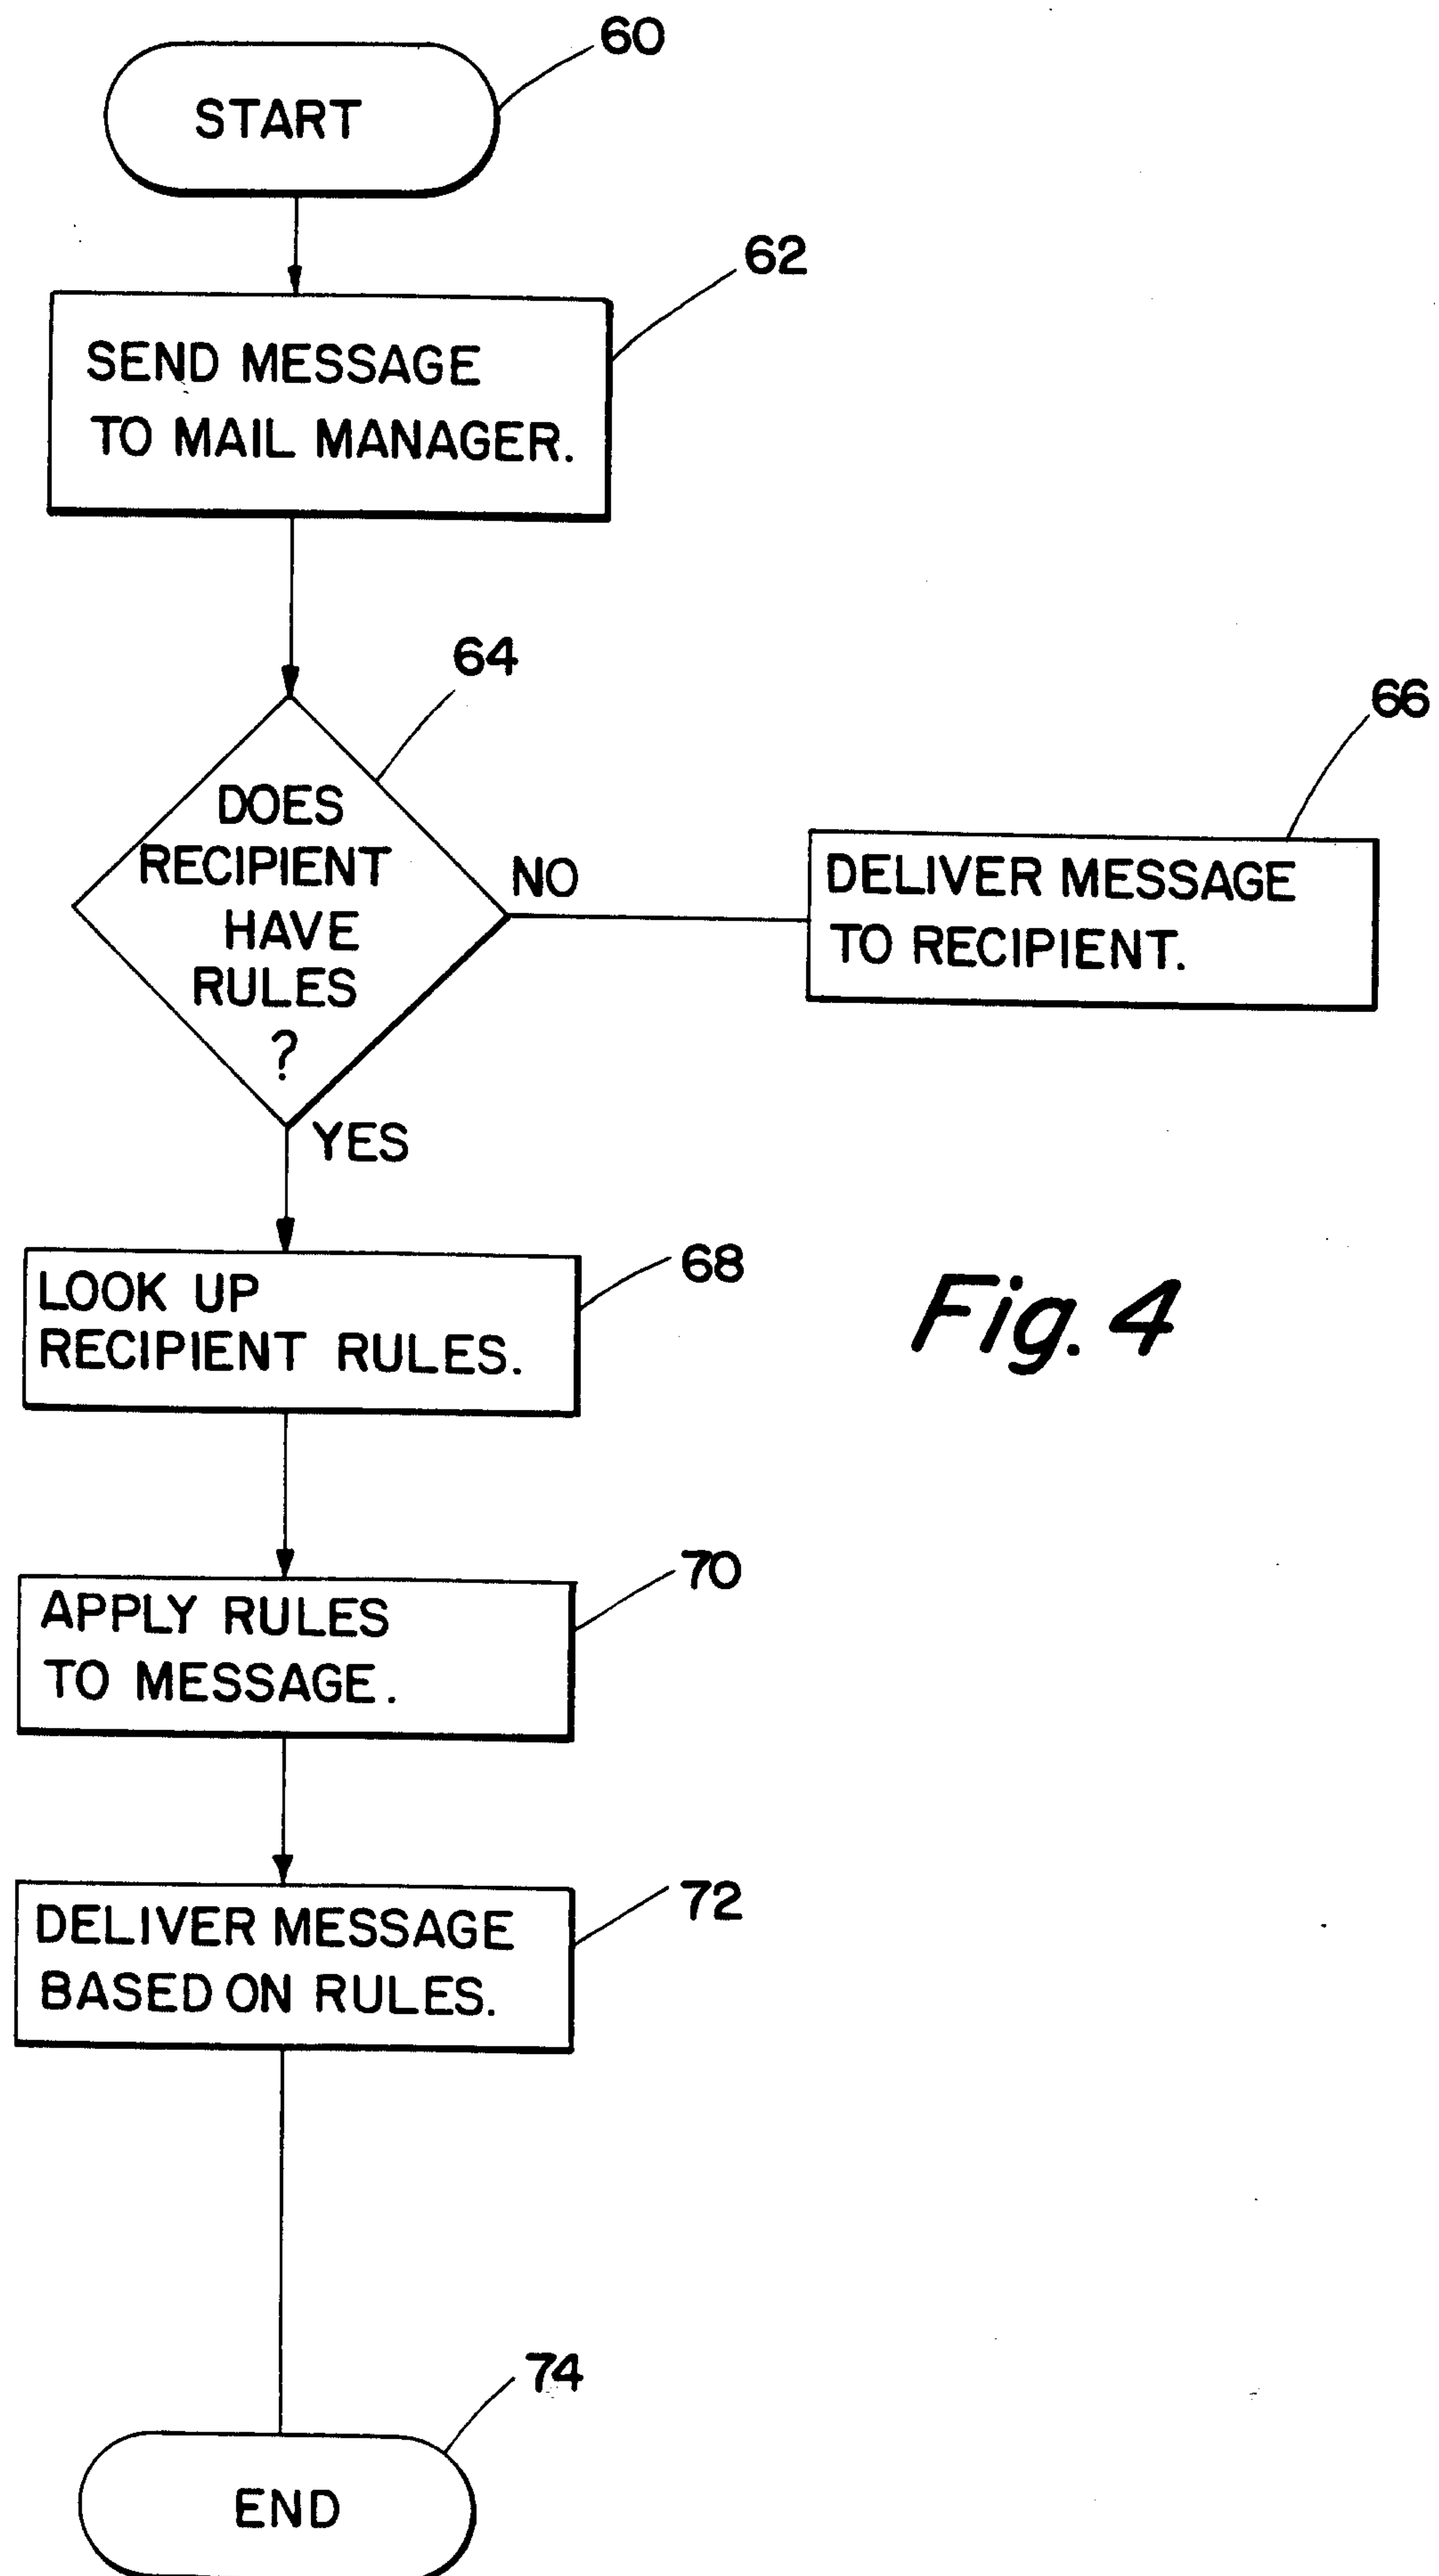 60
START
62
SEND MESSAGE
TO MAIL MANAGER.
64
DOES
RECIPIENT
HAVE
RULES
?
NO
66
DELIVER MESSAGE
TO RECIPIENT.
YES
68
LOOK UP
RECIPIENT RULES.
Fig. 4
70
APPLY RULES
TO MESSAGE.
72
DELIVER MESSAGE
BASED ON RULES.
74
END